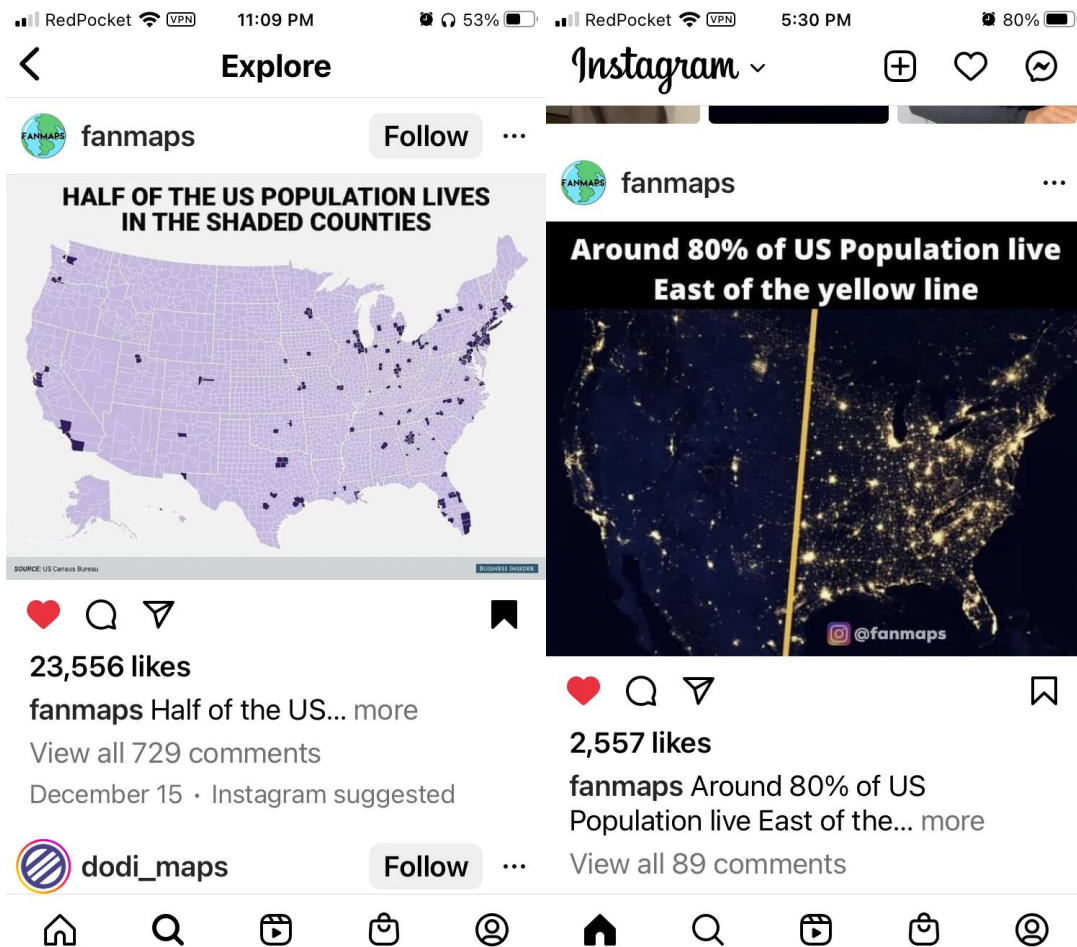 RedPocket VPN 11:09 PM 53%
Explore
FANMAPS
fanmaps Follow ...
HALF OF THE US POPULATION LIVES
IN THE SHADED COUNTIES
SOURCE: US Census Bureau BUSINESS INSIDER
23,556 likes
fanmaps Half of the US... more
View all 729 comments
December 15 · Instagram suggested
dodi_maps Follow ...
RedPocket VPN 5:30 PM 80%
Instagram
FANMAPS
fanmaps ...
Around 80% of US Population live
East of the yellow line
@fanmaps
2,557 likes
fanmaps Around 80% of US
Population live East of the... more
View all 89 comments